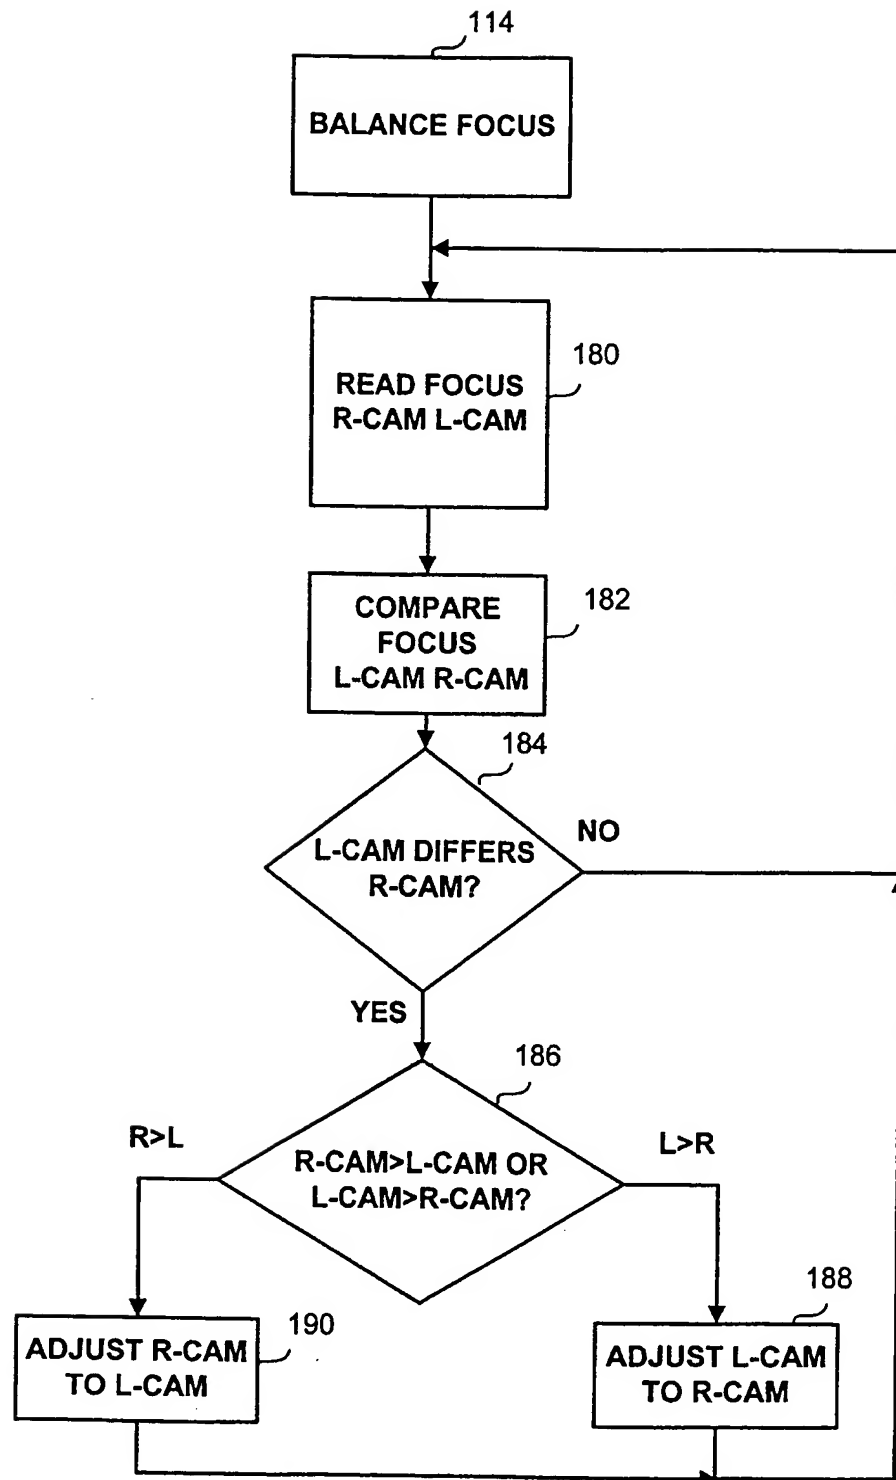 114
BALANCE FOCUS
READ FOCUS
R-CAM L-CAM
180
COMPARE
FOCUS
L-CAM R-CAM
182
184
L-CAM DIFFERS
R-CAM?
NO
YES
186
R>L
R-CAM>L-CAM OR
L-CAM>R-CAM?
L>R
190
ADJUST R-CAM
TO L-CAM
188
ADJUST L-CAM
TO R-CAM